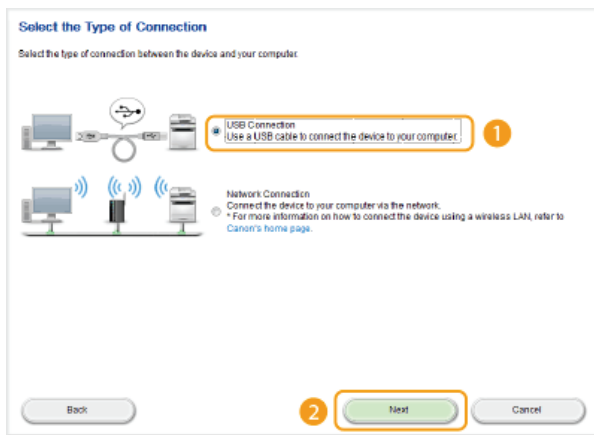 Select the Type of Connection
Select the type of connection between the device and your computer.
USB Connection
Use a USB cable to connect the device to your computer.
1
Network Connection
Connect the device to your computer via the network.
* For more information on how to connect the device using a wireless LAN, refer to
Canon's home page.
Back
2
Next
Cancel